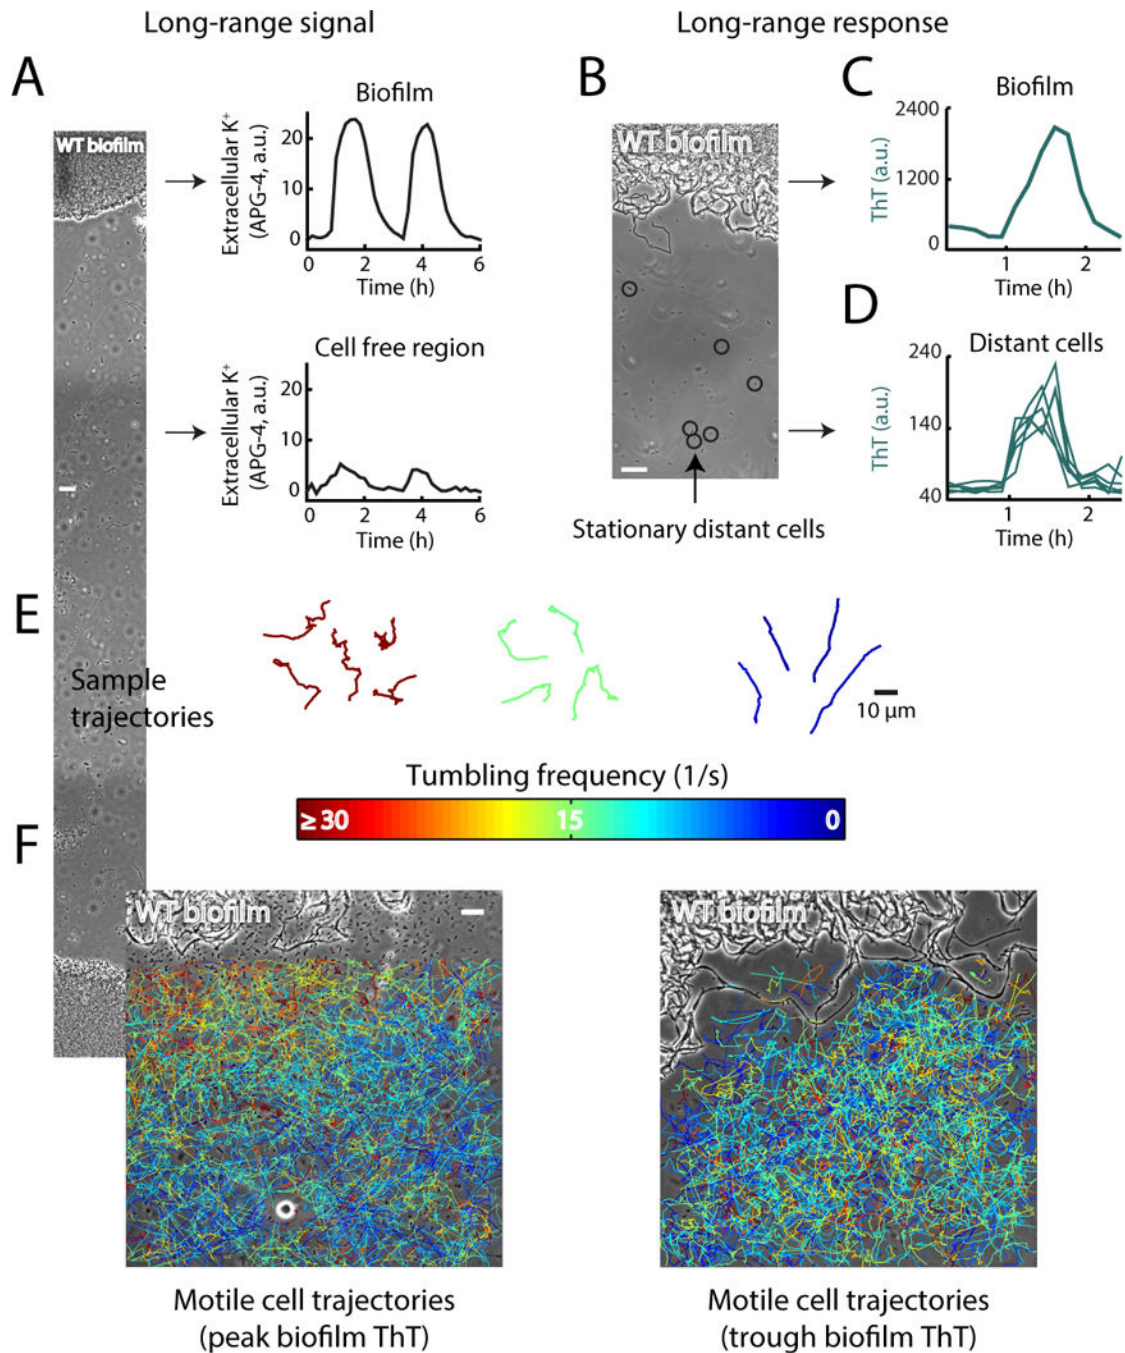 Long-range signal
Long-range response
A
WT biofilm
Biofilm
Extracellular K⁺
(APG-4, a.u.)
20
10
0
0 2 4 6
Time (h)
Cell free region
Extracellular K⁺
(APG-4, a.u.)
20
10
0
0 2 4 6
Time (h)
B
WT biofilm
Stationary distant cells
C
Biofilm
ThT (a.u.)
2400
1200
0
1 2
Time (h)
D
Distant cells
ThT (a.u.)
240
140
40
1 2
Time (h)
E
Sample
trajectories
10 μm
Tumbling frequency (1/s)
≥ 30 15 0
F
WT biofilm
Motile cell trajectories
(peak biofilm ThT)
WT biofilm
Motile cell trajectories
(trough biofilm ThT)